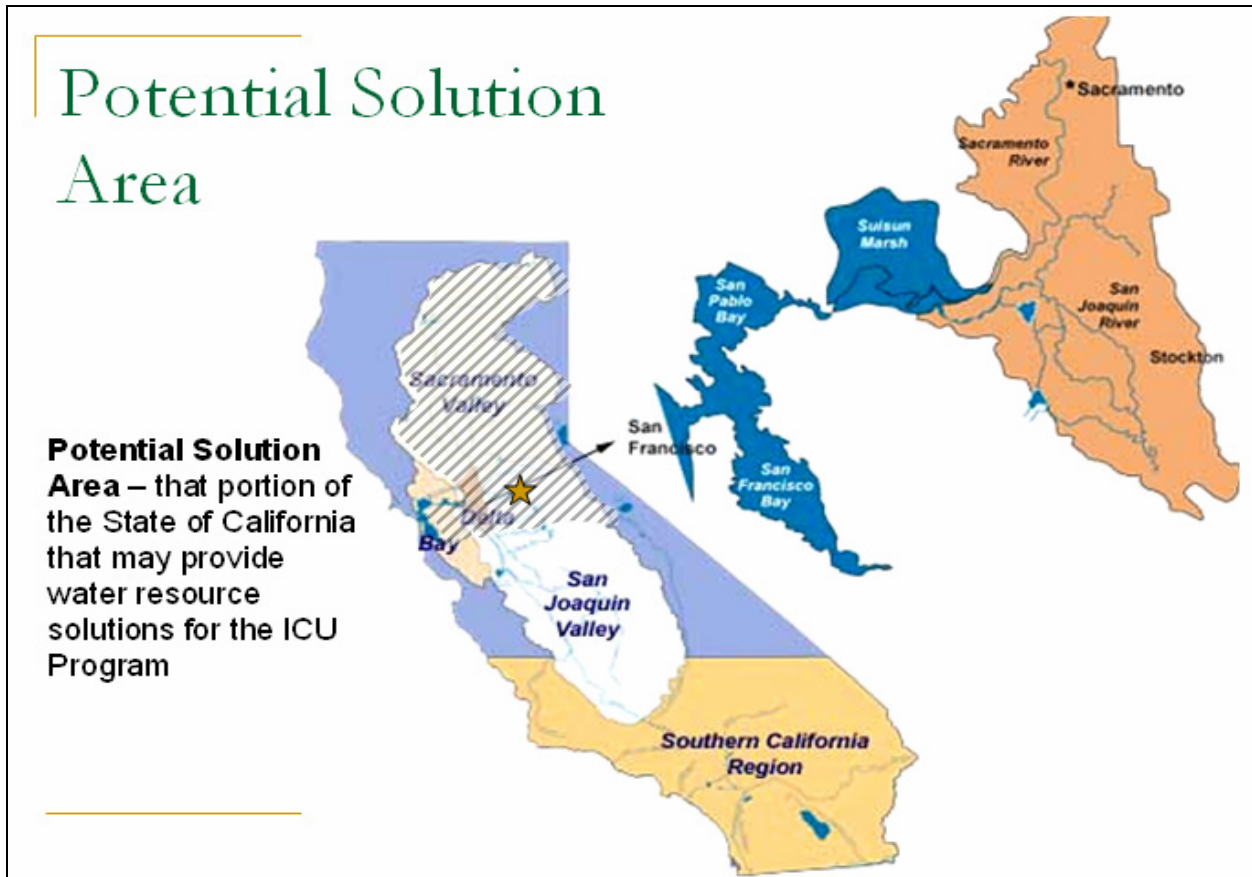 Potential Solution
Area
Potential Solution
Area – that portion of
the State of California
that may provide
water resource
solutions for the ICU
Program
Sacramento
Valley
Delta
Bay
San
Joaquin
Valley
Southern California
Region
Sacramento
Sacramento
River
Suisun
Marsh
San
Pablo
Bay
San
Joaquin
River
Stockton
San
Francisco
San
Francisco
Bay